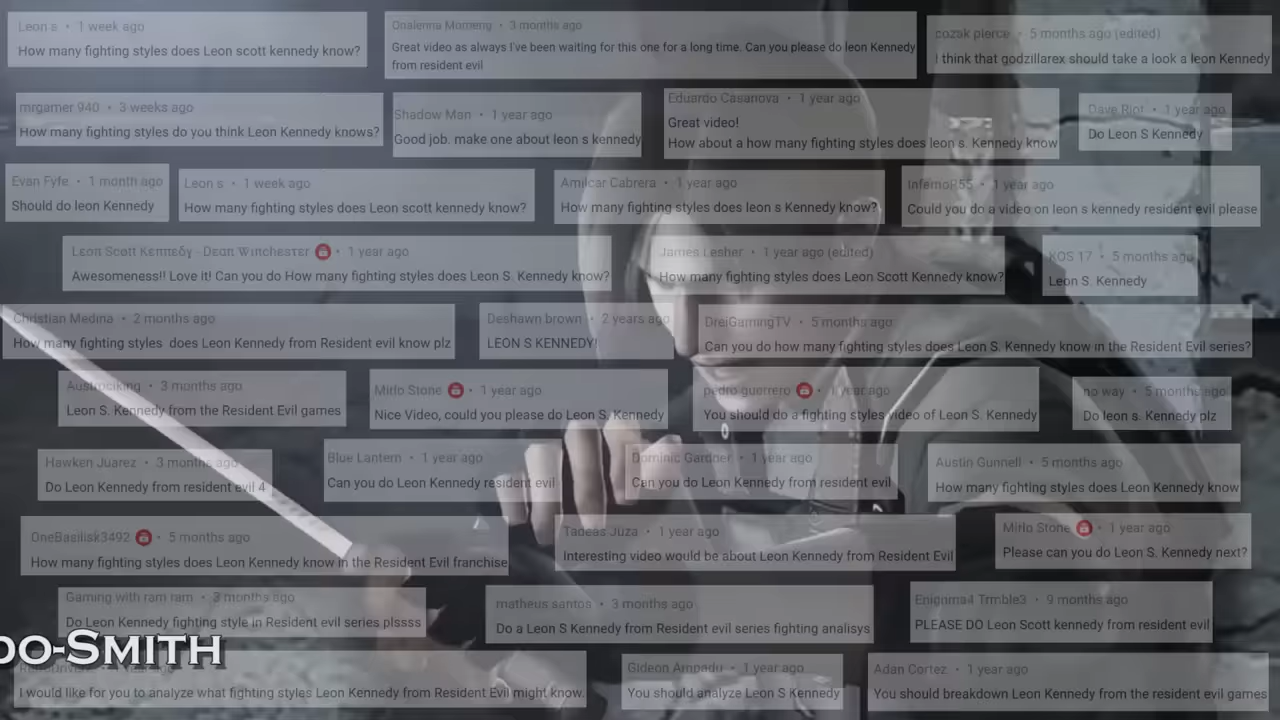 Leon s • 1 week ago
How many fighting styles does Leon scott kennedy know?
Onalenna Momeng • 3 months ago
Great video as always I've been waiting for this one for a long time. Can you please do leon Kennedy
from resident evil
cozak pierce • 5 months ago (edited)
I think that godzillarex should take a look a leon Kennedy
mrgamer 940 • 3 weeks ago
How many fighting styles do you think Leon Kennedy knows?
Shadow Man • 1 year ago
Good job. make one about leon s kennedy
Eduardo Casanova • 1 year ago
Great video!
How about a how many fighting styles does leon s. Kennedy know
Dave Riot • 1 year ago
Do Leon S Kennedy
Evan Fyfe • 1 month ago
Should do leon Kennedy
Leon s • 1 week ago
How many fighting styles does Leon scott kennedy know?
Amilcar Cabrera • 1 year ago
How many fighting styles does leon s Kennedy know?
InfernoR55 • 1 year ago
Could you do a video on leon s kennedy resident evil please
• 1 year ago
Awesomeness!! Love it! Can you do How many fighting styles does Leon S. Kennedy know?
James Lesher • 1 year ago (edited)
How many fighting styles does Leon Scott Kennedy know?
KOS 17 • 5 months ago
Leon S. Kennedy
Christian Medina • 2 months ago
How many fighting styles does Leon Kennedy from Resident evil know plz
Deshawn brown • 2 years ago
LEON S KENNEDY!
DreiGamingTV • 5 months ago
Can you do how many fighting styles does Leon S. Kennedy know in the Resident Evil series?
Austrociking • 3 months ago
Leon S. Kennedy from the Resident Evil games
Mirlo Stone • 1 year ago
Nice Video, could you please do Leon S. Kennedy
pedro guerrero • 1 year ago
You should do a fighting styles video of Leon S. Kennedy
no way • 5 months ago
Do leon s. Kennedy plz
Hawken Juarez • 3 months ago
Do Leon Kennedy from resident evil 4
Blue Lantern • 1 year ago
Can you do Leon Kennedy resident evil
Dominic Gardner • 1 year ago
Can you do Leon Kennedy from resident evil
Austin Gunnell • 5 months ago
How many fighting styles does Leon Kennedy know
OneBasilisk3492 • 5 months ago
How many fighting styles does Leon Kennedy know in the Resident Evil franchise
Tadeas Juza • 1 year ago
Interesting video would be about Leon Kennedy from Resident Evil
Mirlo Stone • 1 year ago
Please can you do Leon S. Kennedy next?
Gaming with ram ram • 3 months ago
Do Leon Kennedy fighting style in Resident evil series plssss
matheus santos • 3 months ago
Do a Leon S Kennedy from Resident evil series fighting analisys
Enigma4 Trmble3 • 9 months ago
PLEASE DO Leon Scott kennedy from resident evil
DO-SMITH
I would like for you to analyze what fighting styles Leon Kennedy from Resident Evil might know.
Gideon Ampadu • 1 year ago
You should analyze Leon S Kennedy
Adan Cortez • 1 year ago
You should breakdown Leon Kennedy from the resident evil games